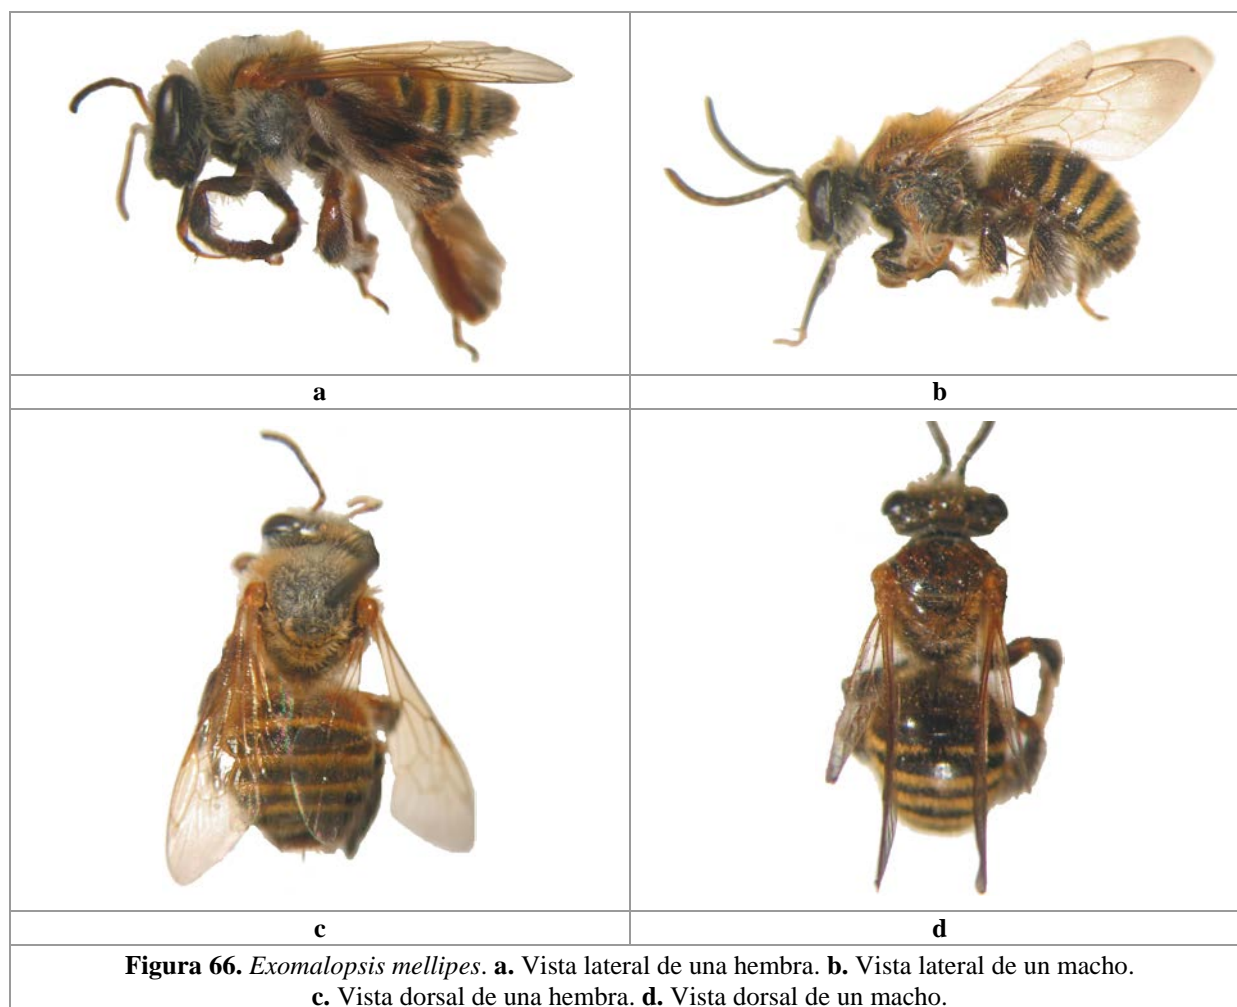 a
b
c
d
Figura 66. Exomalopsis mellipes. a. Vista lateral de una hembra. b. Vista lateral de un macho.
c. Vista dorsal de una hembra. d. Vista dorsal de un macho.